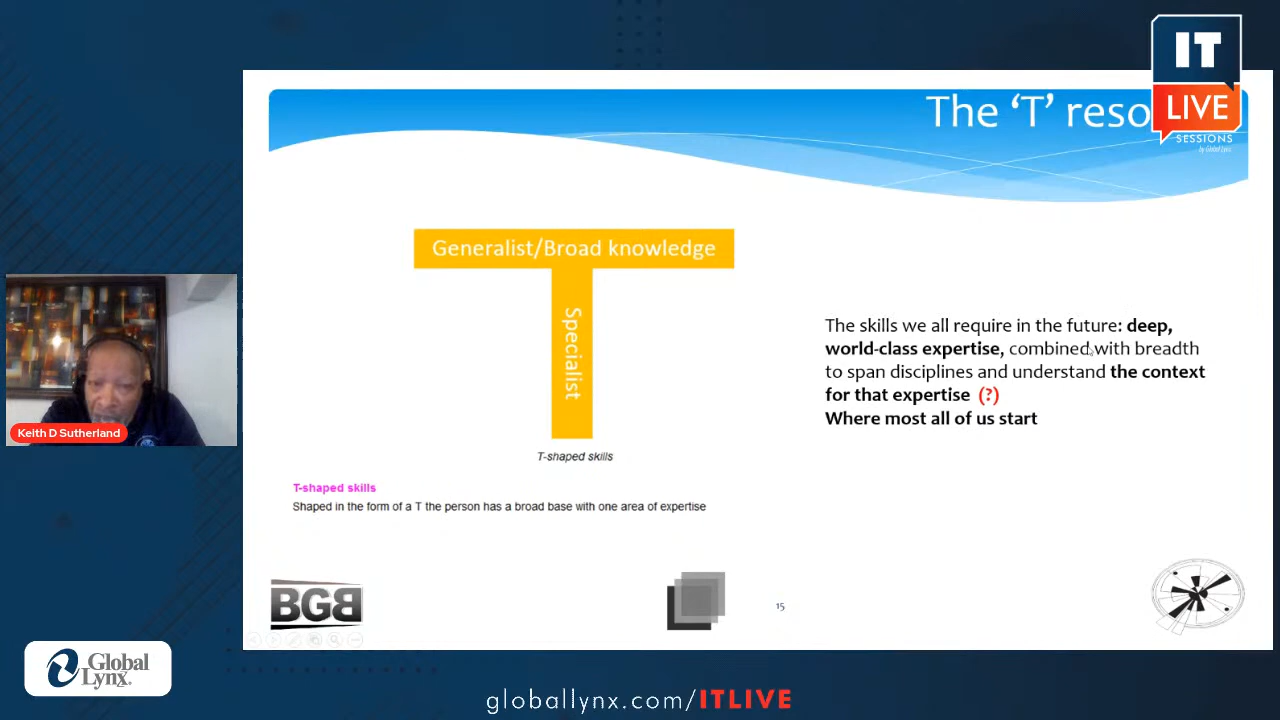 IT
LIVE
SESSIONS
by Global Lynx
The ‘T’ reso
Generalist/Broad knowledge
Specialist
T-shaped skills
The skills we all require in the future: deep,
world-class expertise, combined with breadth
to span disciplines and understand the context
for that expertise (?)
Where most all of us start
Keith D Sutherland
T-shaped skills
Shaped in the form of a T the person has a broad base with one area of expertise
BGB
15
Global
Lynx
globallynx.com/ITLIVE